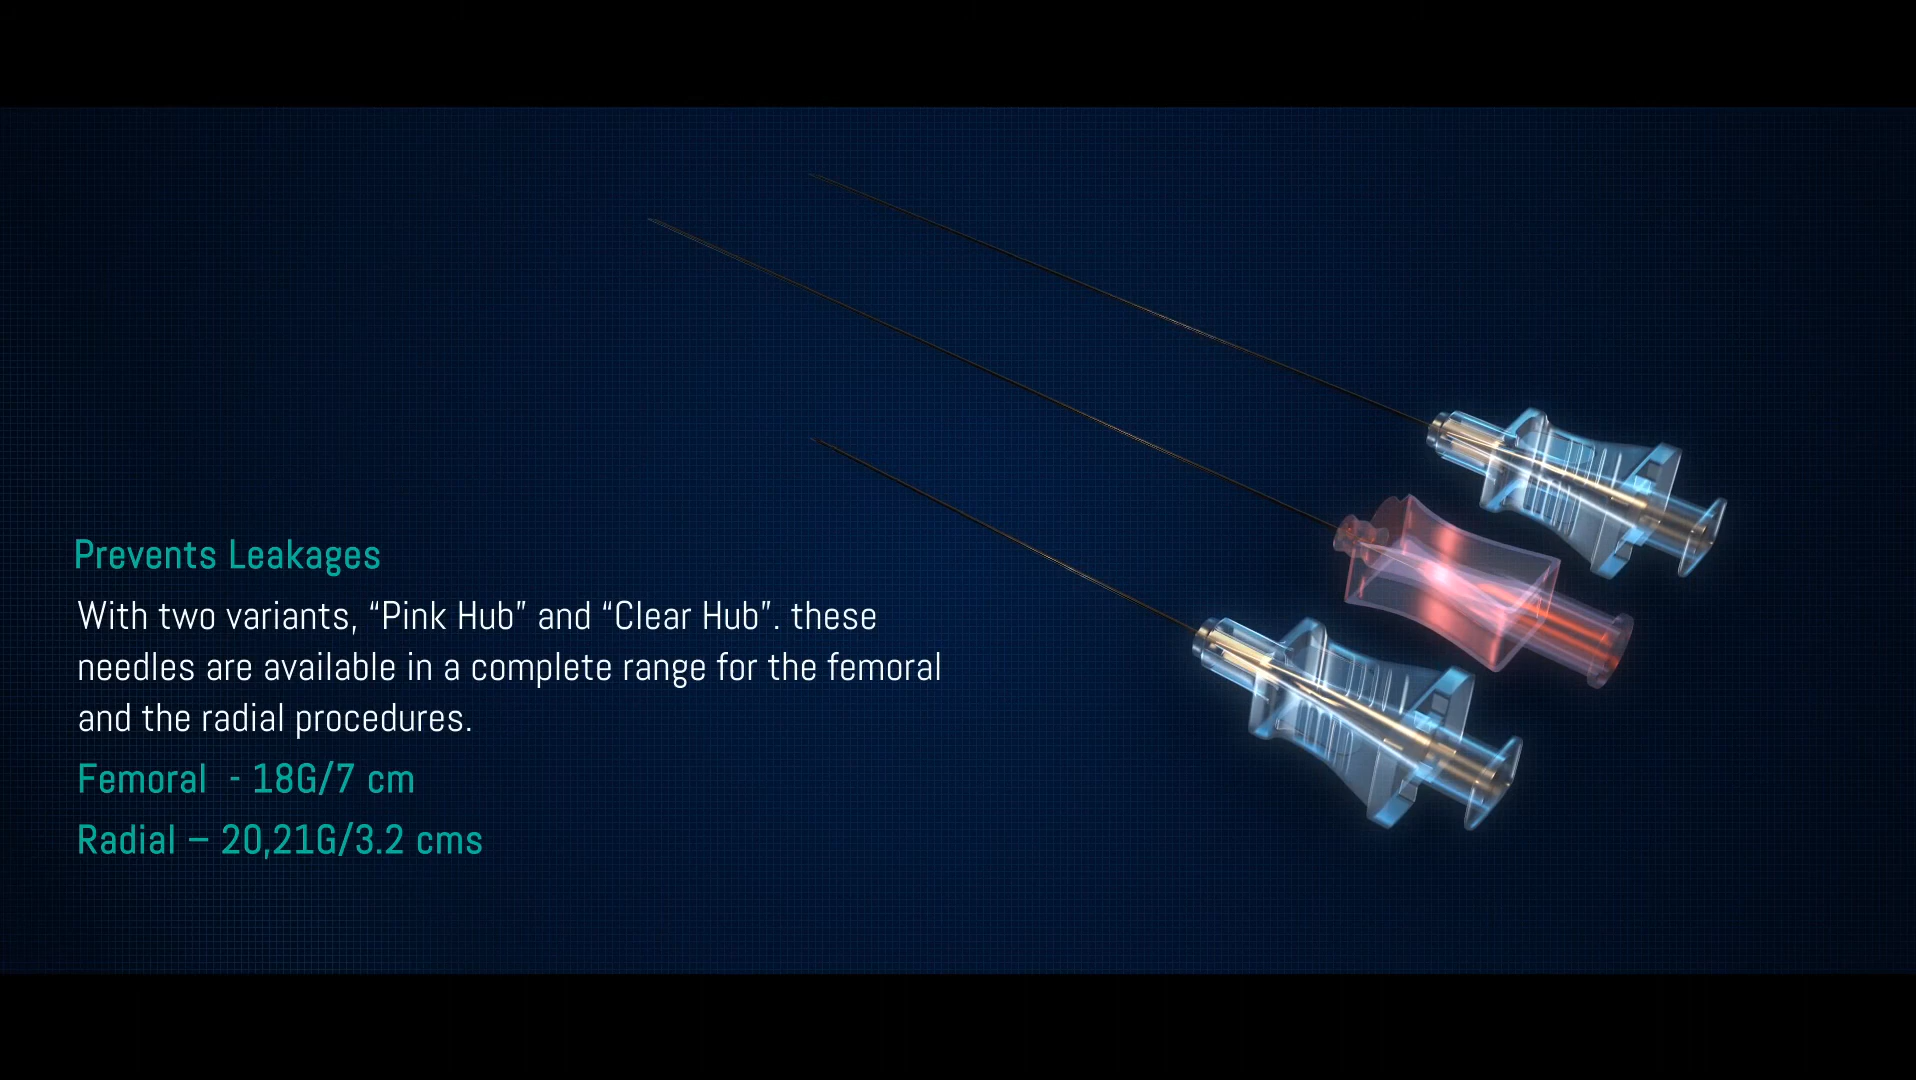 Prevents Leakages
With two variants, “Pink Hub” and “Clear Hub”. these
needles are available in a complete range for the femoral
and the radial procedures.
Femoral  - 18G/7 cm
Radial – 20,21G/3.2 cms